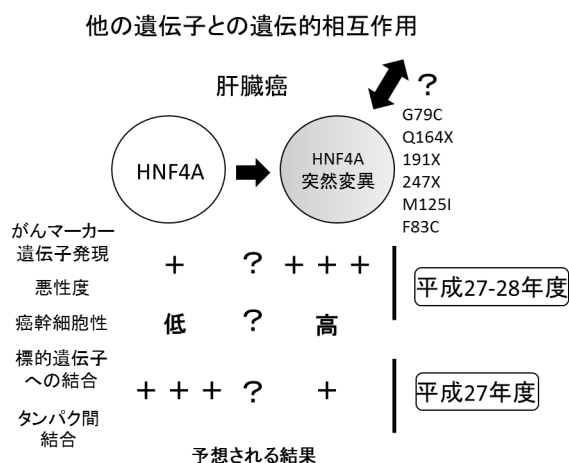 他の遺伝子との遺伝的相互作用
肝臓癌
?
G79C
Q164X
191X
247X
M125I
F83C
HNF4A
HNF4A
突然変異
がんマーカー
遺伝子発現
+ ? + + +
悪性度
平成27-28年度
癌幹細胞性
低 ? 高
標的遺伝子
への結合
+ + + ? +
平成27年度
タンパク間
結合
予想される結果